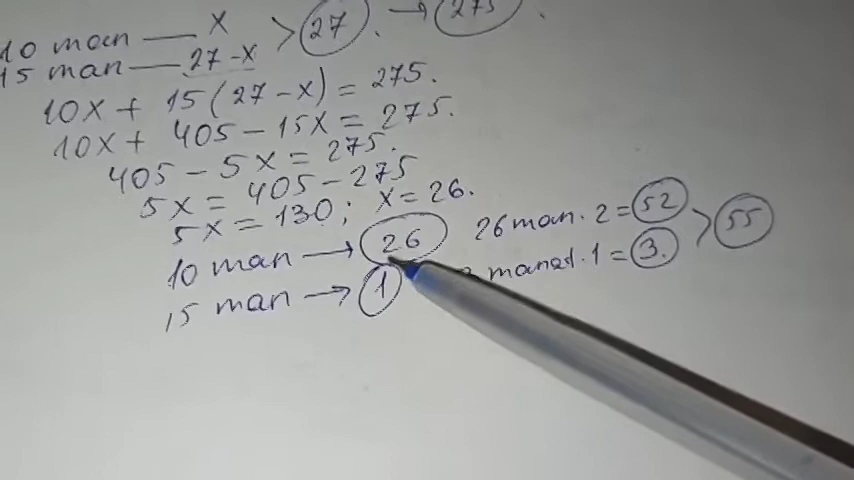 10 man — x > 27. → 275.
15 man — 27-x
10x + 15(27-x) = 275.
10x + 405 - 15x = 275.
405 - 5x = 275.
5x = 405 - 275
5x = 130; x = 26.
10 man → 26
15 man → 1
26 man. 2 = 52 > 55
manat. 1 = 3.